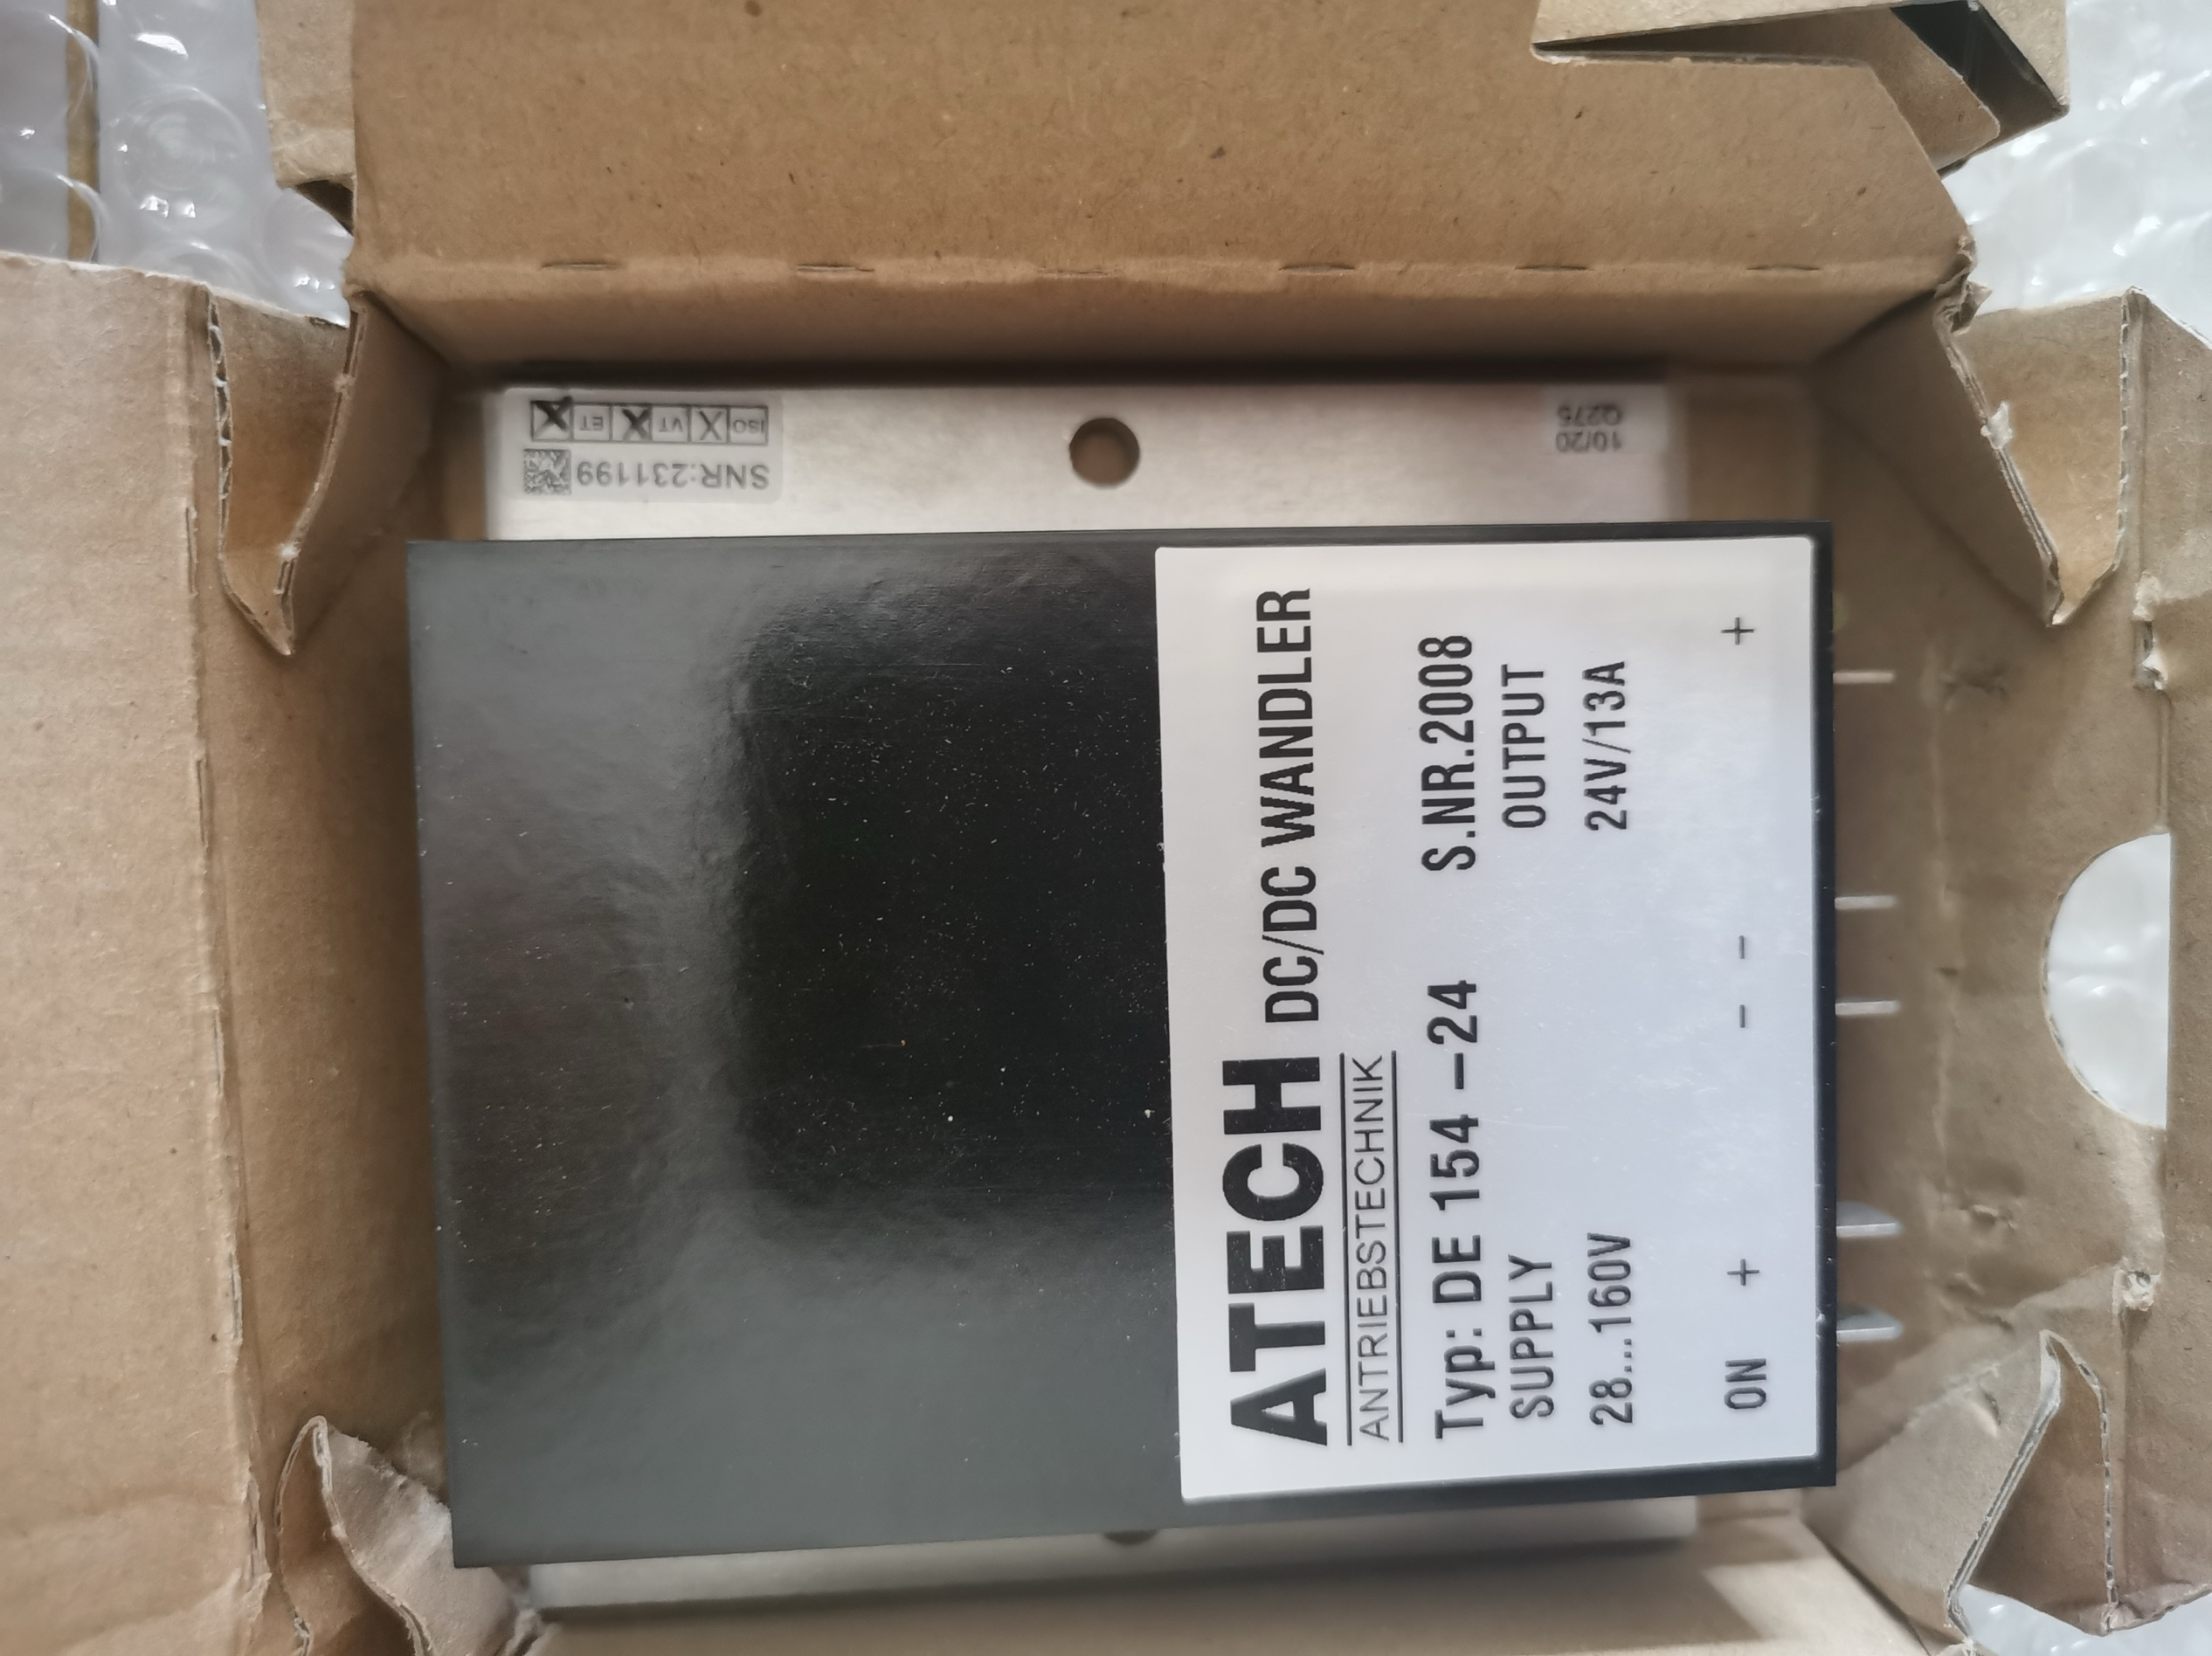 ATECH DC/DC WANDLER
ANTRIEBSTECHNIK
Typ: DE 154 –24 S.NR.2008
SUPPLY OUTPUT
28...160V 24V/13A
ON + - - +
SNR:231199
ISO X VT X ET X
10/20
Q275